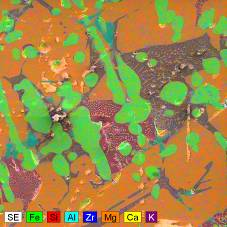 SE Fe Si Al Zr Mg Ca K